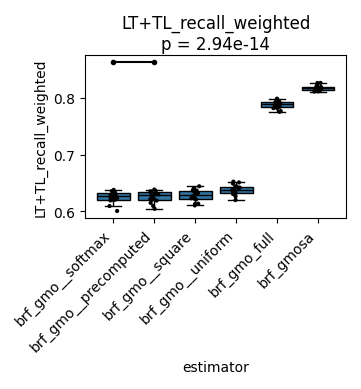 LT+TL_recall_weighted
p = 2.94e-14
LT+TL_recall_weighted
0.8
0.7
0.6
brf_gmo__softmax
brf_gmo__precomputed
brf_gmo__square
brf_gmo__uniform
brf_gmo_full
brf_gmosa
estimator